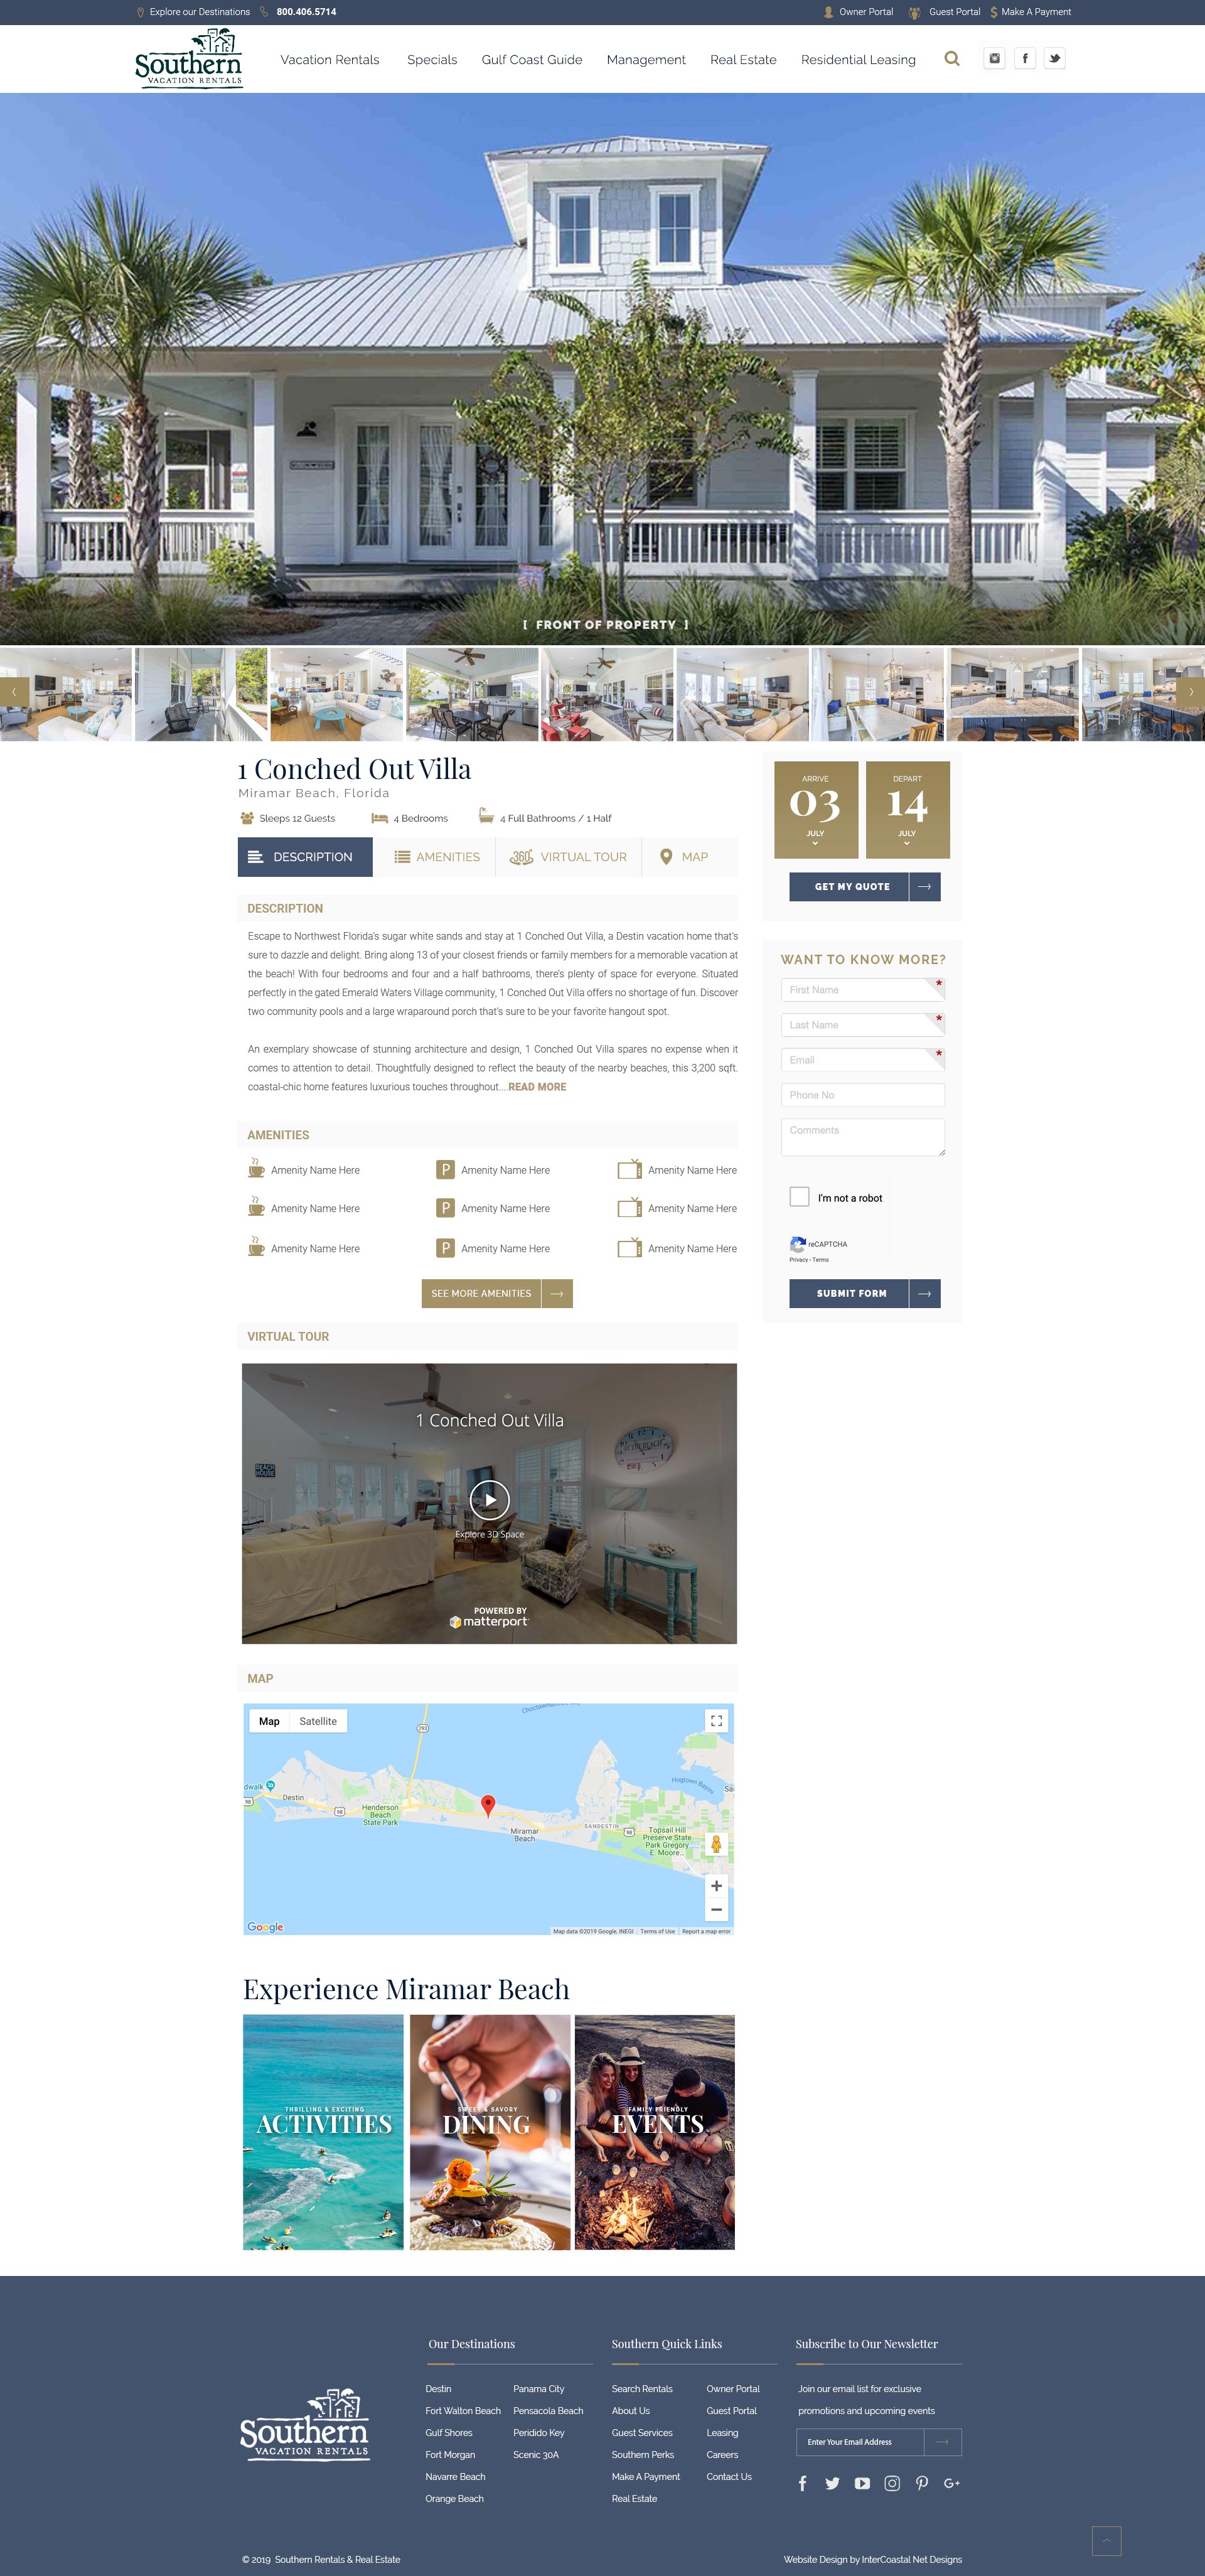 Explore our Destinations 800.406.5714 Owner Portal Guest Portal Make A Payment
Southern
VACATION RENTALS
Vacation Rentals Specials Gulf Coast Guide Management Real Estate Residential Leasing
[ FRONT OF PROPERTY ]
1 Conched Out Villa
Miramar Beach, Florida
Sleeps 12 Guests 4 Bedrooms 4 Full Bathrooms / 1 Half
DESCRIPTION AMENITIES 360° VIRTUAL TOUR MAP
ARRIVE
03
JULY
DEPART
14
JULY
GET MY QUOTE
DESCRIPTION
Escape to Northwest Florida's sugar white sands and stay at 1 Conched Out Villa, a Destin vacation home that's
sure to dazzle and delight. Bring along 13 of your closest friends or family members for a memorable vacation at
the beach! With four bedrooms and four and a half bathrooms, there's plenty of space for everyone. Situated
perfectly in the gated Emerald Waters Village community, 1 Conched Out Villa offers no shortage of fun. Discover
two community pools and a large wraparound porch that's sure to be your favorite hangout spot.
An exemplary showcase of stunning architecture and design, 1 Conched Out Villa spares no expense when it
comes to attention to detail. Thoughtfully designed to reflect the beauty of the nearby beaches, this 3,200 sqft.
coastal-chic home features luxurious touches throughout....READ MORE
WANT TO KNOW MORE?
First Name *
Last Name *
Email *
Phone No
Comments
I'm not a robot
reCAPTCHA
Privacy - Terms
SUBMIT FORM
AMENITIES
Amenity Name Here P Amenity Name Here Amenity Name Here
Amenity Name Here P Amenity Name Here Amenity Name Here
Amenity Name Here P Amenity Name Here Amenity Name Here
SEE MORE AMENITIES
VIRTUAL TOUR
1 Conched Out Villa
BEACH
HOUSE
Explore 3D Space
POWERED BY
matterport
MAP
Map Satellite
293
Destin
98
98
Henderson
Beach
State Park
Miramar
Beach
SANDESTIN
98
Hogtown Bayou
Topsail Hill
Preserve State
Park Gregory
E. Moore...
Google
Map data ©2019 Google, INEGI Terms of Use Report a map error
Experience Miramar Beach
THRILLING & EXCITING
ACTIVITIES
SWEET & SAVORY
DINING
FAMILY FRIENDLY
EVENTS
Southern
VACATION RENTALS
Our Destinations
Destin Panama City
Fort Walton Beach Pensacola Beach
Gulf Shores Peridido Key
Fort Morgan Scenic 30A
Navarre Beach
Orange Beach
Southern Quick Links
Search Rentals Owner Portal
About Us Guest Portal
Guest Services Leasing
Southern Perks Careers
Make A Payment Contact Us
Real Estate
Subscribe to Our Newsletter
Join our email list for exclusive
promotions and upcoming events
Enter Your Email Address
© 2019 Southern Rentals & Real Estate
Website Design by InterCoastal Net Designs